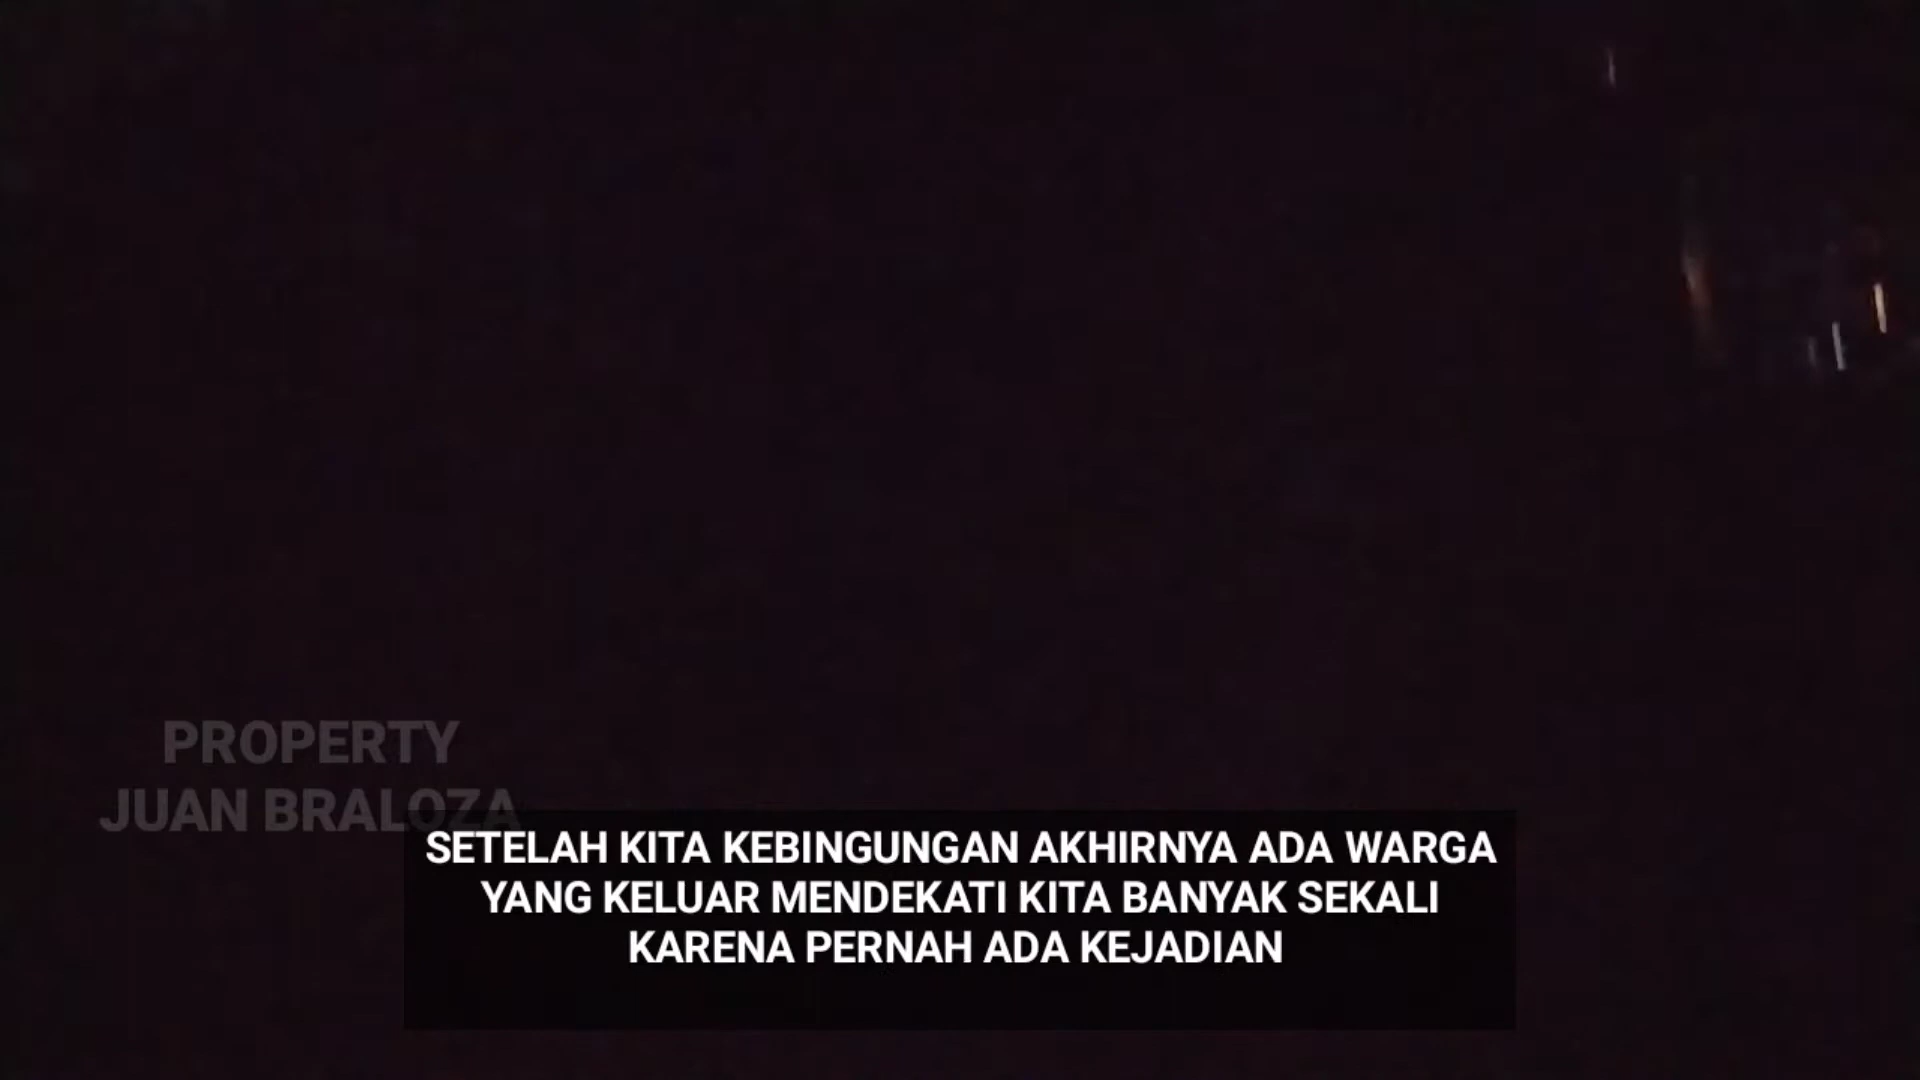 PROPERTY
JUAN BRALOZA
SETELAH KITA KEBINGUNGAN AKHIRNYA ADA WARGA
YANG KELUAR MENDEKATI KITA BANYAK SEKALI
KARENA PERNAH ADA KEJADIAN